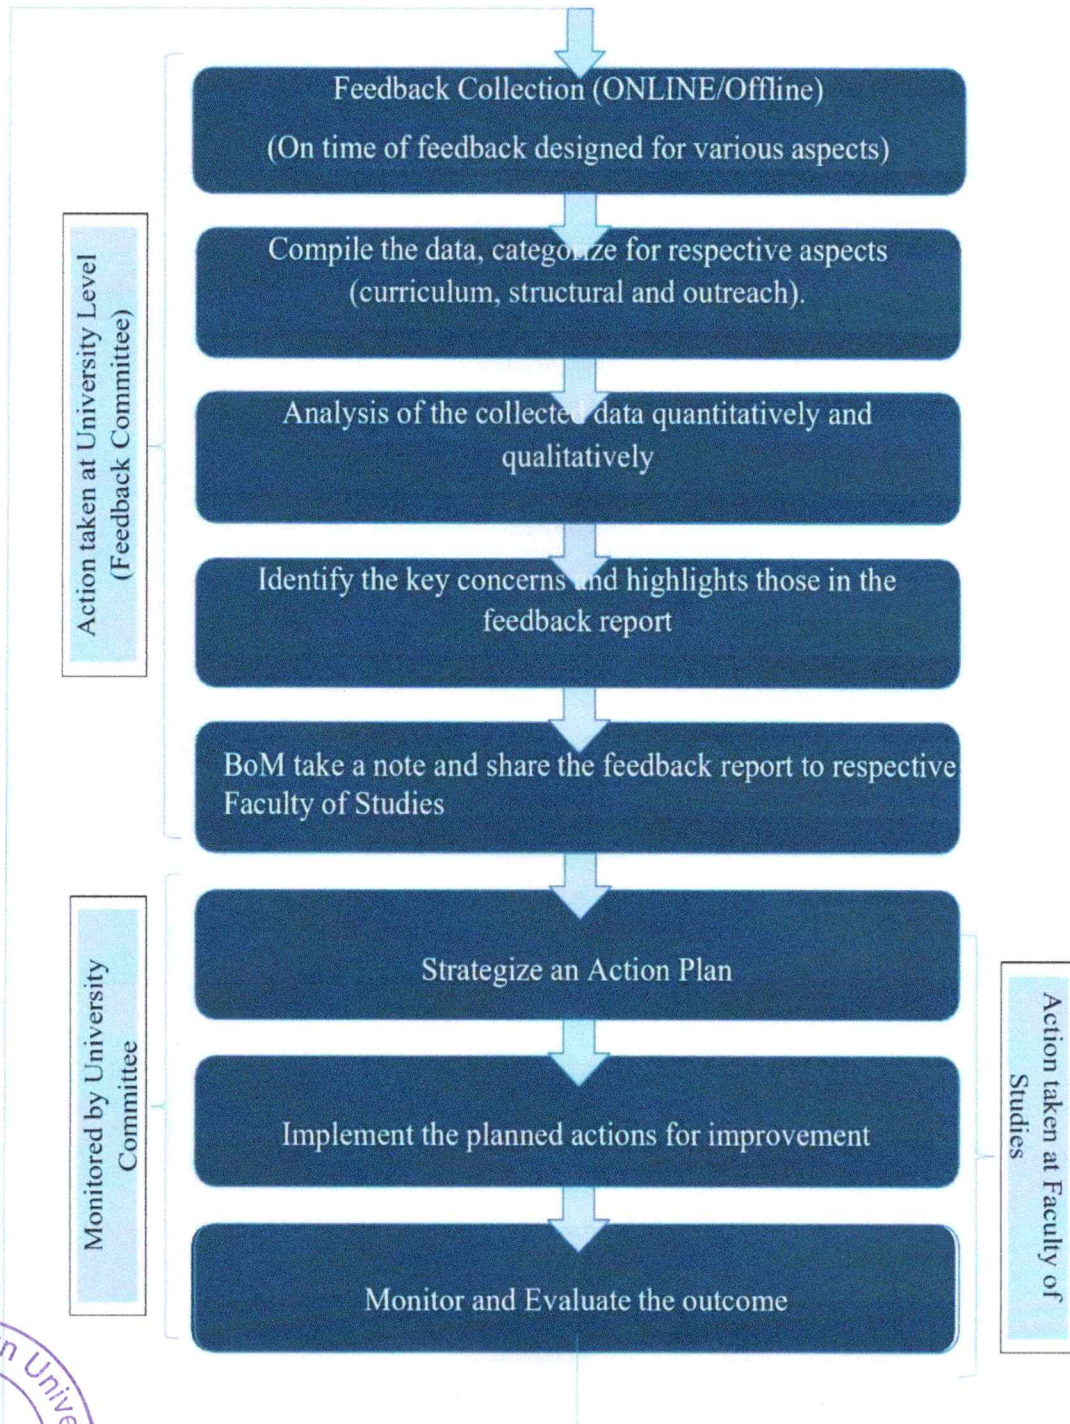 Feedback Collection (ONLINE/Offline)
(On time of feedback designed for various aspects)
Compile the data, categorize for respective aspects
(curriculum, structural and outreach).
Analysis of the collected data quantitatively and
qualitatively
Identify the key concerns and highlights those in the
feedback report
BoM take a note and share the feedback report to respective
Faculty of Studies
Action taken at University Level
(Feedback Committee)
Strategize an Action Plan
Implement the planned actions for improvement
Monitor and Evaluate the outcome
Monitored by University
Committee
Action taken at Faculty of
Studies